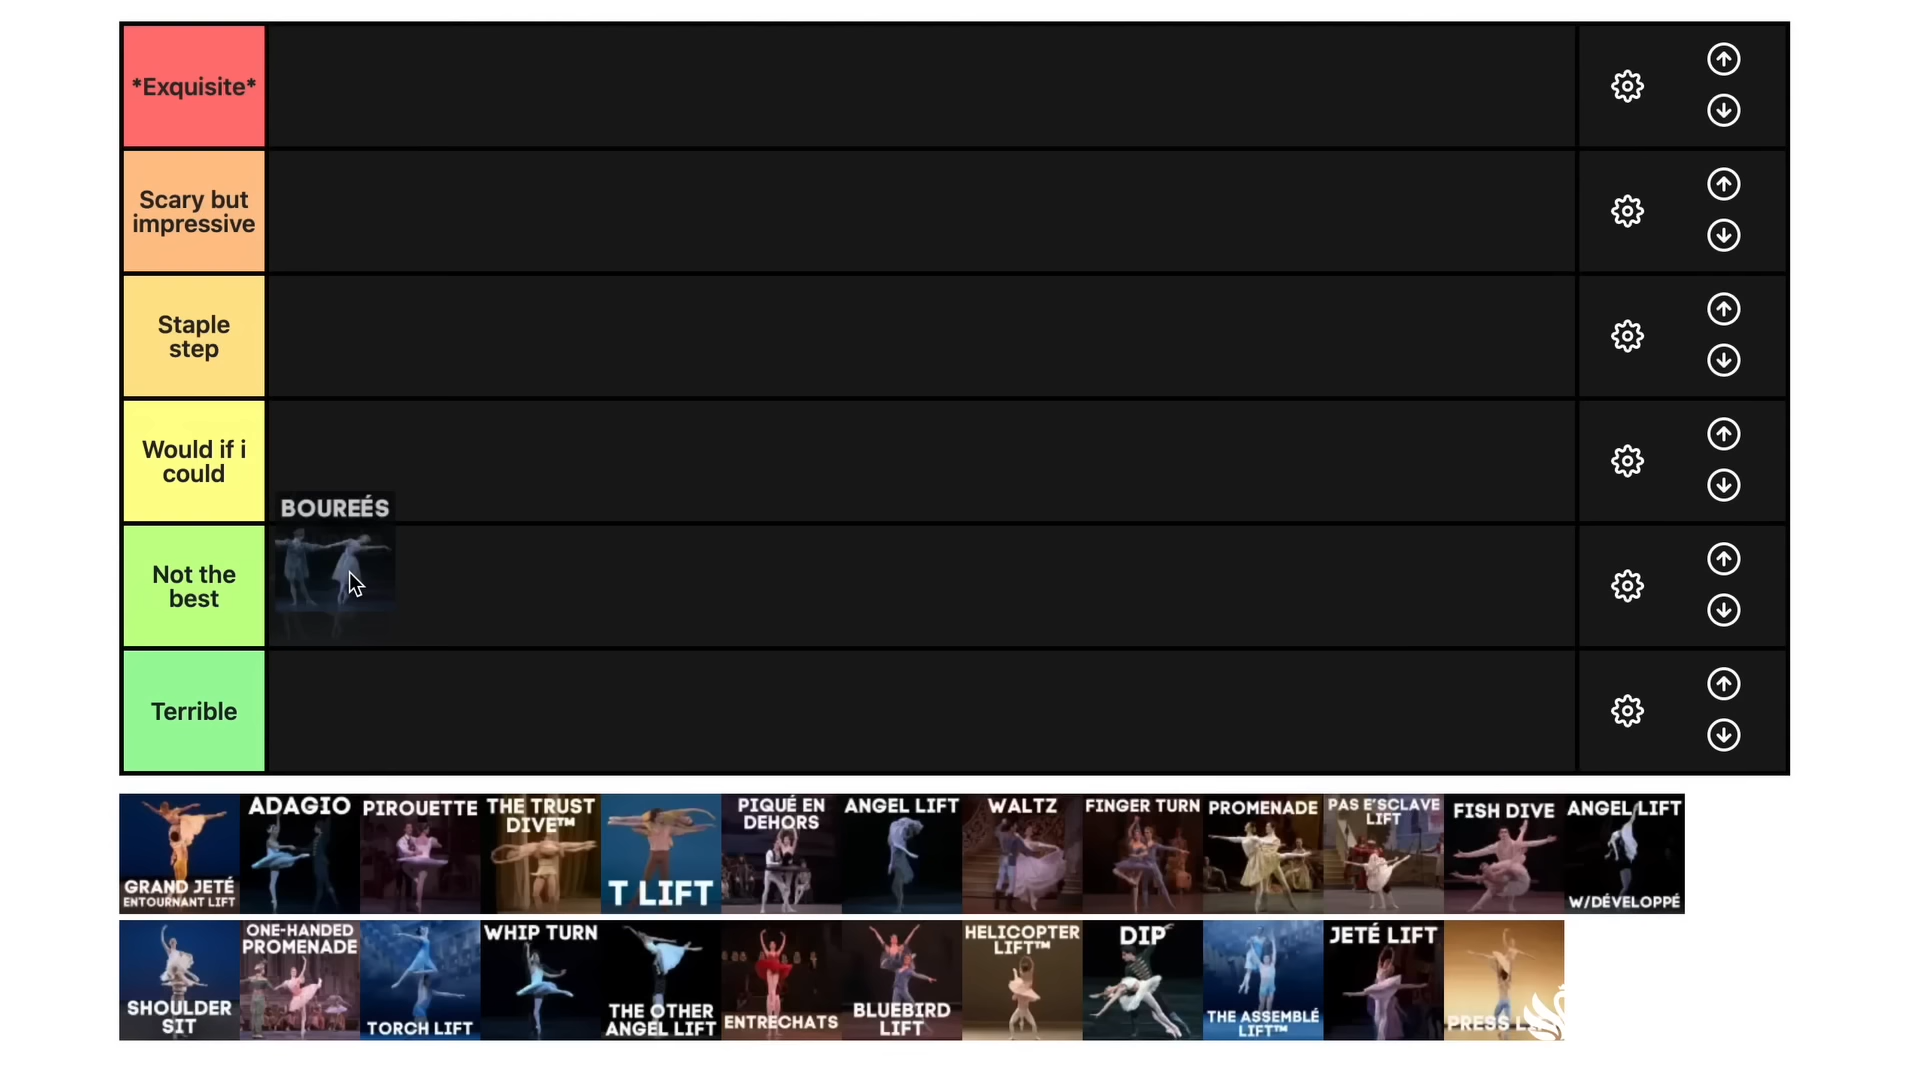 *Exquisite*
Scary but
impressive
Staple
step
Would if i
could
BOUREÉS
Not the
best
Terrible
GRAND JETÉ
ENTOURNANT LIFT
ADAGIO
PIROUETTE
THE TRUST
DIVE™
T LIFT
PIQUÉ EN
DEHORS
ANGEL LIFT
WALTZ
FINGER TURN
PROMENADE
PAS E'SCLAVE
LIFT
FISH DIVE
ANGEL LIFT
W/DÉVELOPPÉ
SHOULDER
SIT
ONE-HANDED
PROMENADE
TORCH LIFT
WHIP TURN
THE OTHER
ANGEL LIFT
ENTRECHATS
BLUEBIRD
LIFT
HELICOPTER
LIFT™
DIP
THE ASSEMBLÉ
LIFT™
JETÉ LIFT
PRESS